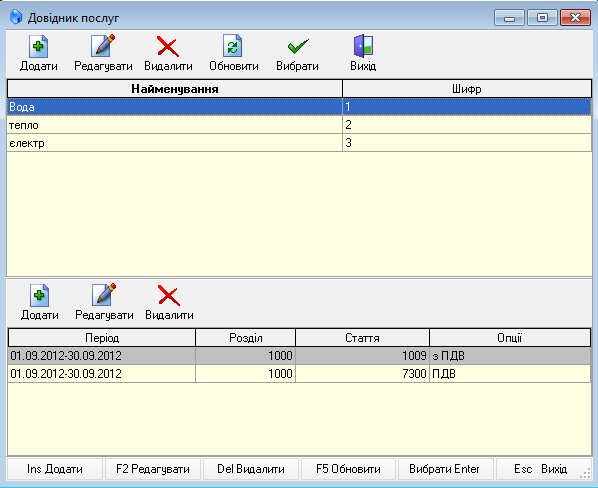 Довідник послуг
Додати Редагувати Видалити Обновити Вибрати Вихід
Найменування Шифр
Вода 1
тепло 2
єлектр 3
Додати Редагувати Видалити
Період Розділ Стаття Опції
01.09.2012-30.09.2012 1000 1009 з ПДВ
01.09.2012-30.09.2012 1000 7300 ПДВ
Ins Додати F2 Редагувати Del Видалити F5 Обновити Вибрати Enter Esc Вихід